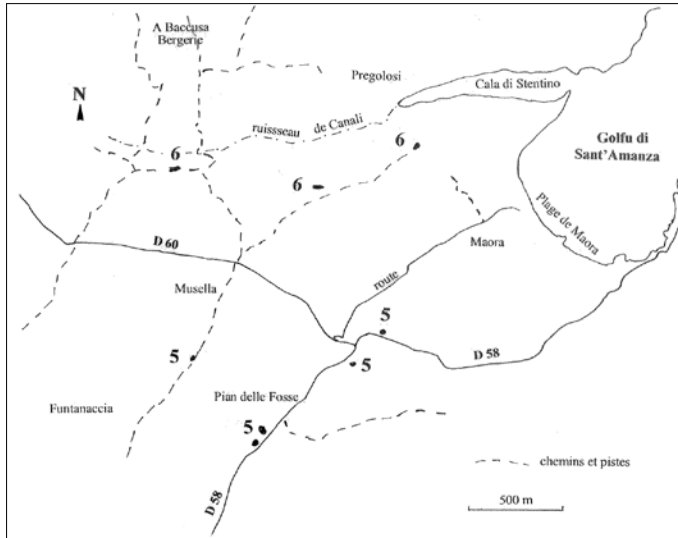 A Baccusa
Bergerie
Pregolosi
Cala di Stentino
N
ruissseau de Canali
Golfu di
Sant'Amanza
6
6
6
Plage de Maora
D 60
Maora
route
Musella
5
5
D 58
5
Funtanaccia
Pian delle Fosse
5
chemins et pistes
D 58
500 m